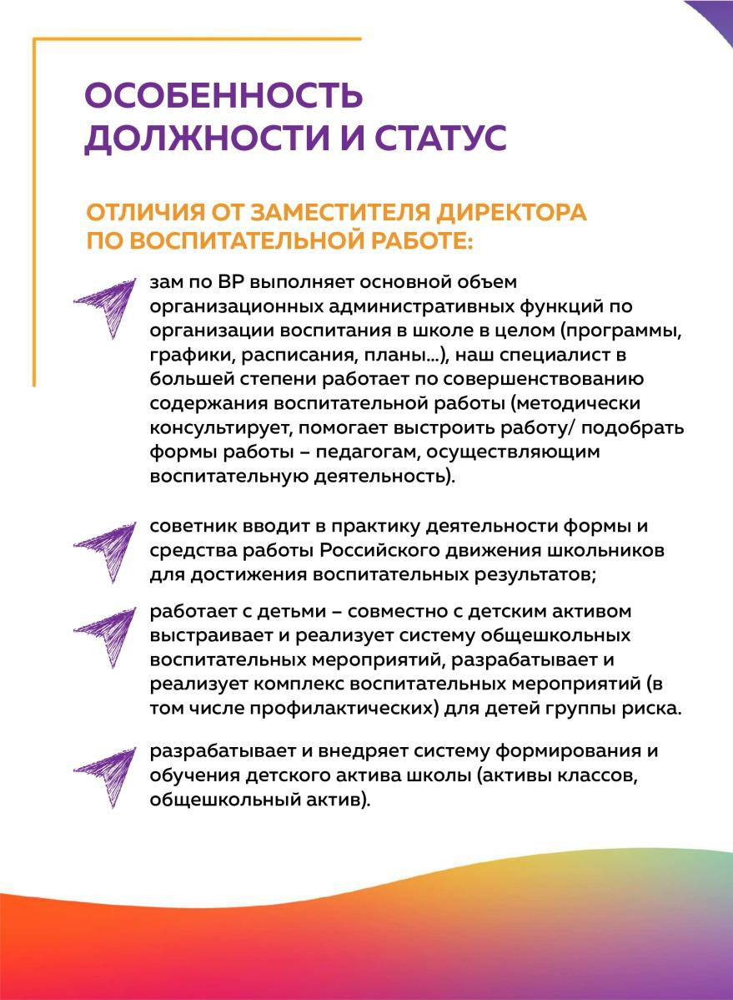 ОСОБЕННОСТЬ
ДОЛЖНОСТИ И СТАТУС
ОТЛИЧИЯ ОТ ЗАМЕСТИТЕЛЯ ДИРЕКТОРА
ПО ВОСПИТАТЕЛЬНОЙ РАБОТЕ:
зам по ВР выполняет основной объем
организационных административных функций по
организации воспитания в школе в целом (программы,
графики, расписания, планы...), наш специалист в
большей степени работает по совершенствованию
содержания воспитательной работы (методически
консультирует, помогает выстроить работу/ подобрать
формы работы – педагогам, осуществляющим
воспитательную деятельность).
советник вводит в практику деятельности формы и
средства работы Российского движения школьников
для достижения воспитательных результатов;
работает с детьми – совместно с детским активом
выстраивает и реализует систему общешкольных
воспитательных мероприятий, разрабатывает и
реализует комплекс воспитательных мероприятий (в
том числе профилактических) для детей группы риска.
разрабатывает и внедряет систему формирования и
обучения детского актива школы (активы классов,
общешкольный актив).